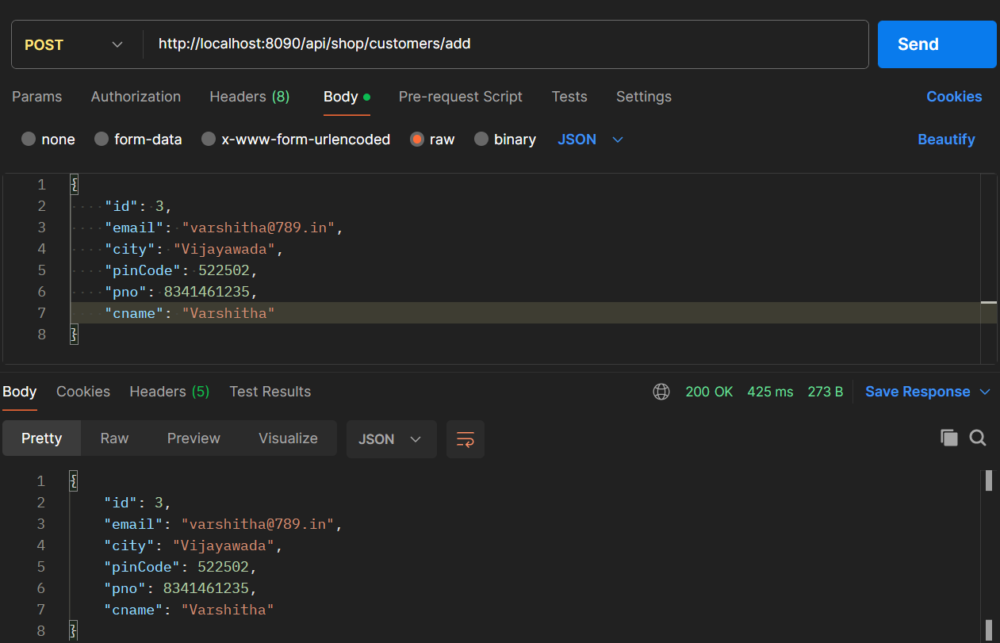 POST http://localhost:8090/api/shop/customers/add Send
Params Authorization Headers (8) Body Pre-request Script Tests Settings Cookies
none form-data x-www-form-urlencoded raw binary JSON Beautify
1 {
2 "id": 3,
3 "email": "varshitha@789.in",
4 "city": "Vijayawada",
5 "pinCode": 522502,
6 "pno": 8341461235,
7 "cname": "Varshitha"
8 }
Body Cookies Headers (5) Test Results 200 OK 425 ms 273 B Save Response
Pretty Raw Preview Visualize JSON
1 {
2 "id": 3,
3 "email": "varshitha@789.in",
4 "city": "Vijayawada",
5 "pinCode": 522502,
6 "pno": 8341461235,
7 "cname": "Varshitha"
8 }